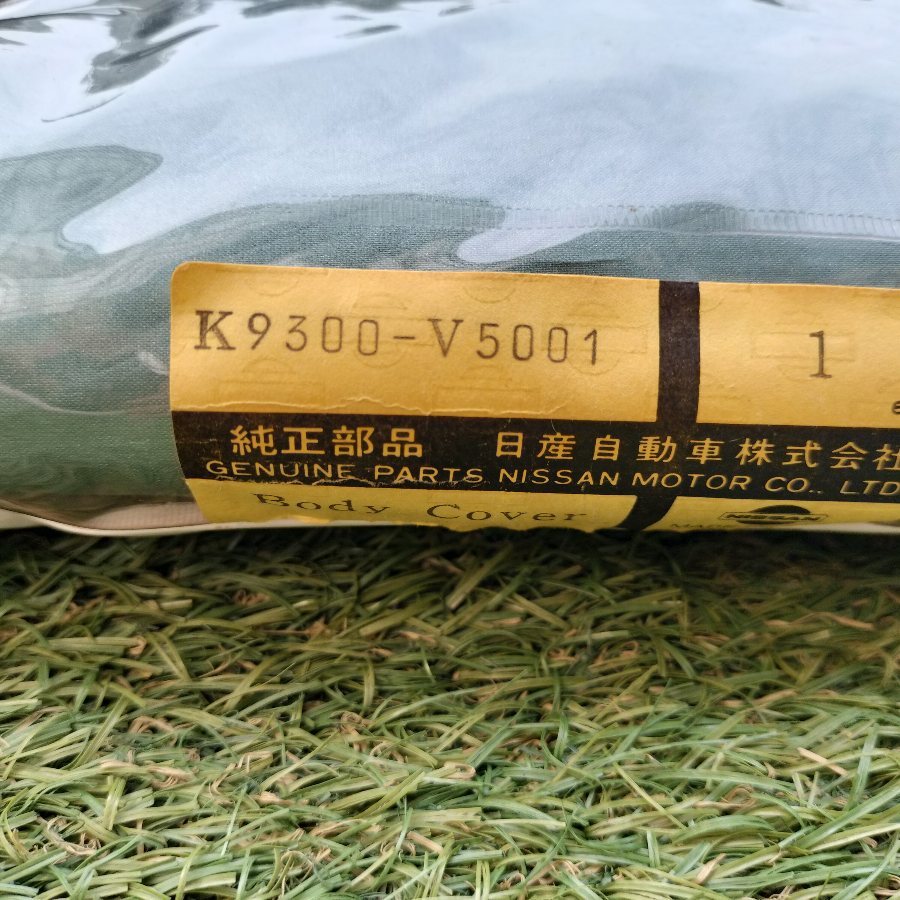 K9300-V5001
1
純正部品 日産自動車株式会社
GENUINE PARTS NISSAN MOTOR CO., LTD
Body Cover
NISSAN